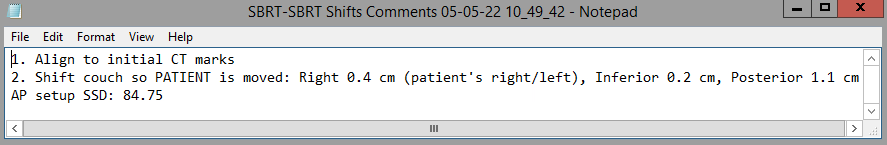 SBRT-SBRT Shifts Comments 05-05-22 10_49_42 - Notepad
File Edit Format View Help
1. Align to initial CT marks
2. Shift couch so PATIENT is moved: Right 0.4 cm (patient's right/left), Inferior 0.2 cm, Posterior 1.1 cm
AP setup SSD: 84.75